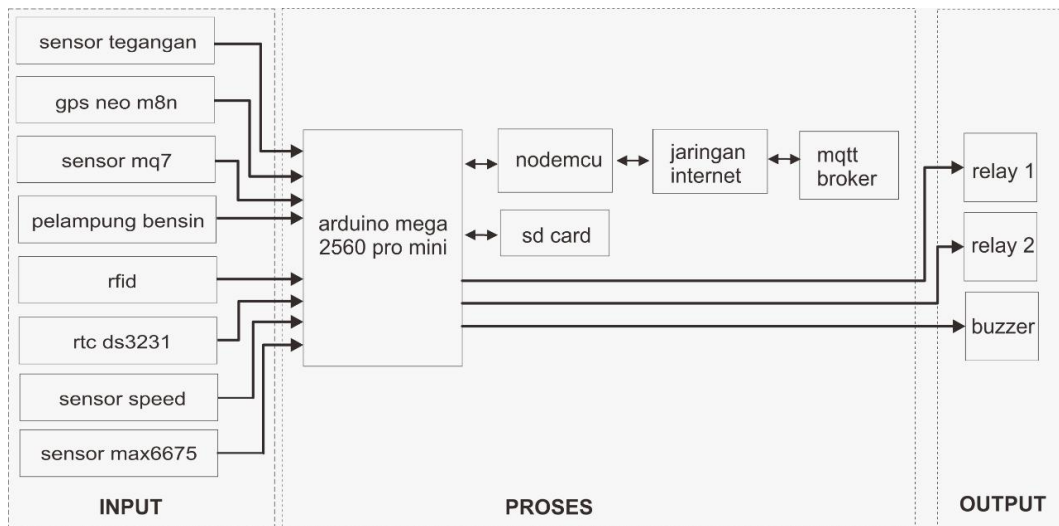 sensor tegangan
gps neo m8n
sensor mq7
pelampung bensin
rfid
rtc ds3231
sensor speed
sensor max6675
INPUT
arduino mega
2560 pro mini
nodemcu
jaringan
internet
mqtt
broker
sd card
PROSES
relay 1
relay 2
buzzer
OUTPUT